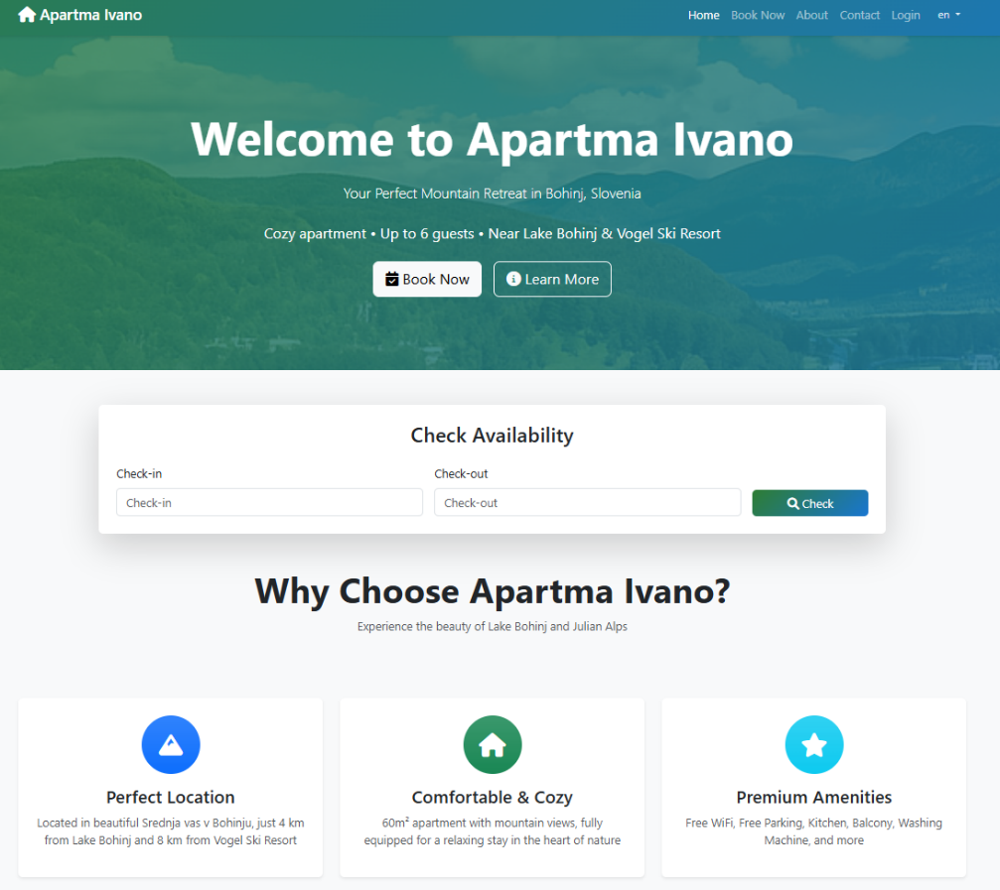 Apartma Ivano
Home Book Now About Contact Login en
Welcome to Apartma Ivano
Your Perfect Mountain Retreat in Bohinj, Slovenia
Cozy apartment • Up to 6 guests • Near Lake Bohinj & Vogel Ski Resort
Book Now
Learn More
Check Availability
Check-in
Check-out
Check-in
Check-out
Check
Why Choose Apartma Ivano?
Experience the beauty of Lake Bohinj and Julian Alps
Perfect Location
Located in beautiful Srednja vas v Bohinju, just 4 km
from Lake Bohinj and 8 km from Vogel Ski Resort
Comfortable & Cozy
60m² apartment with mountain views, fully
equipped for a relaxing stay in the heart of nature
Premium Amenities
Free WiFi, Free Parking, Kitchen, Balcony, Washing
Machine, and more